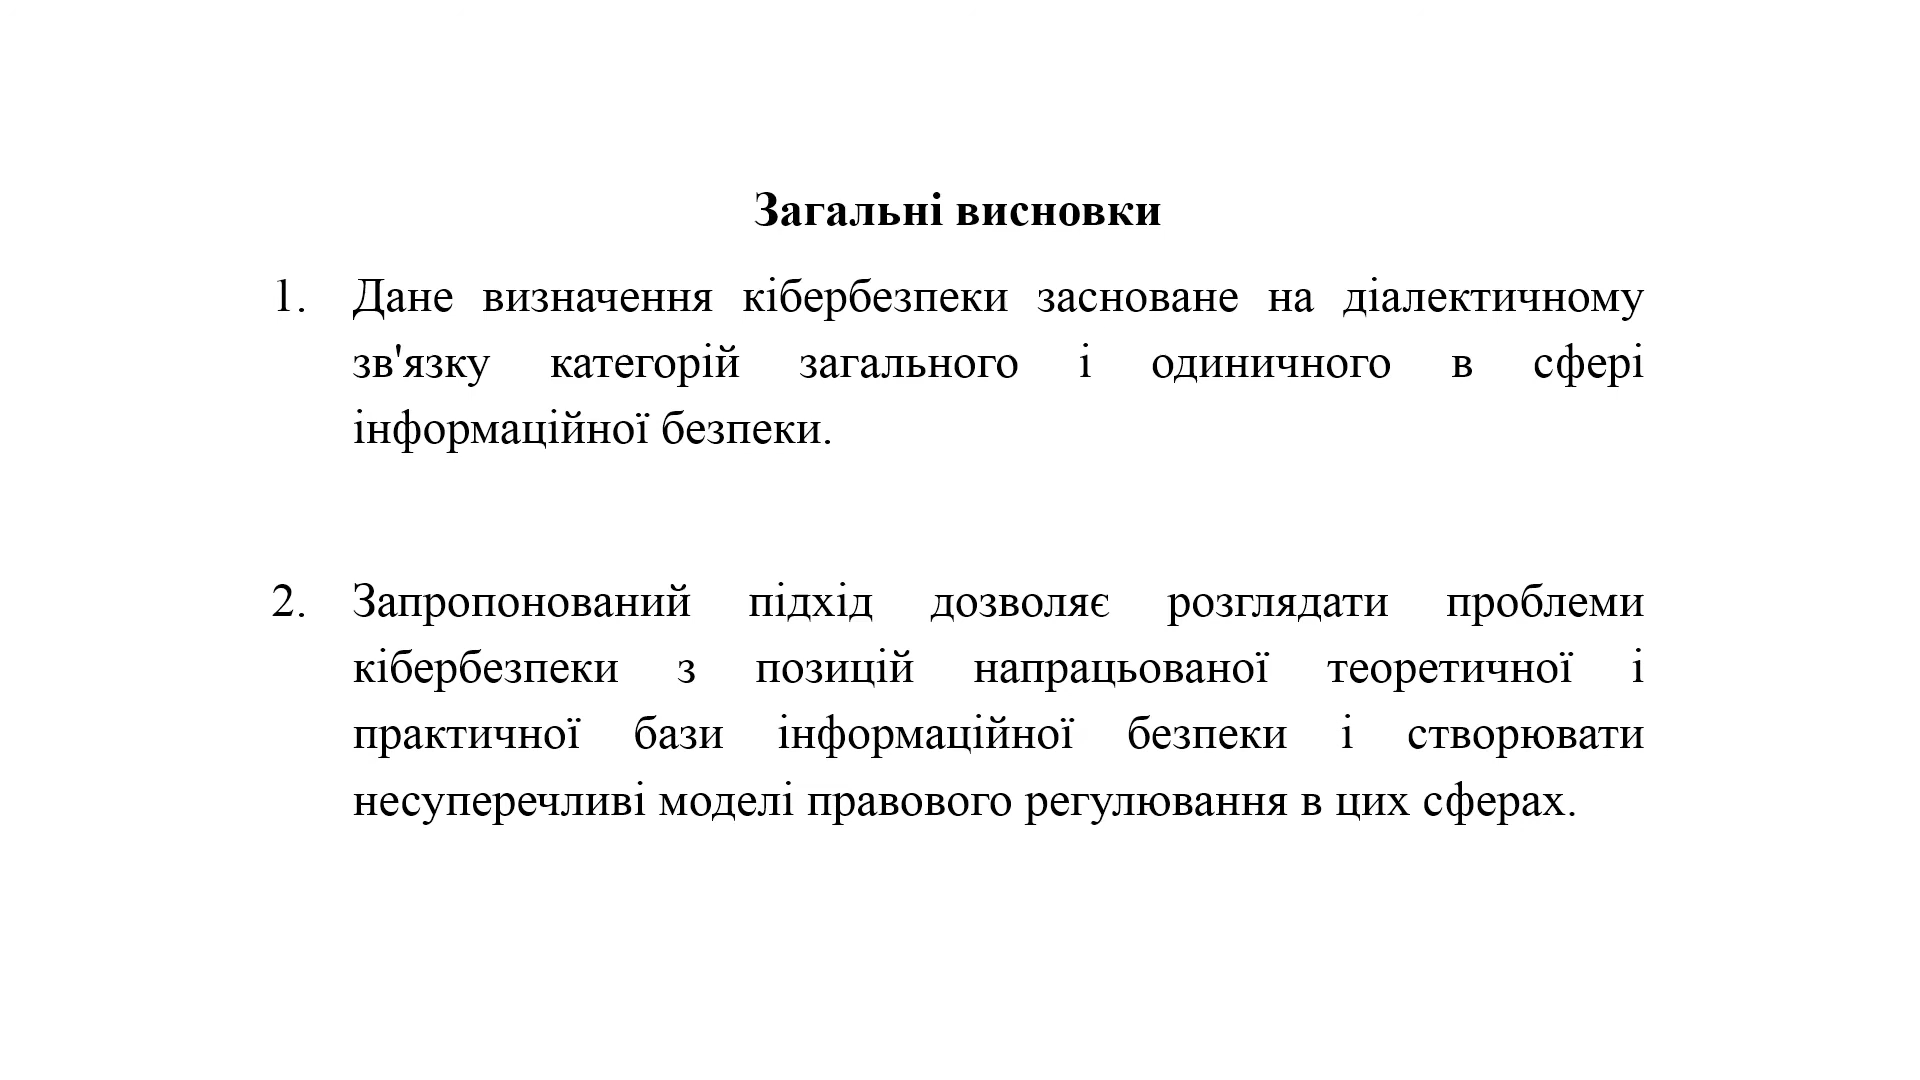 Загальні висновки
1. Дане визначення кібербезпеки засноване на діалектичному
зв'язку категорій загального і одиничного в сфері
інформаційної безпеки.
2. Запропонований підхід дозволяє розглядати проблеми
кібербезпеки з позицій напрацьованої теоретичної і
практичної бази інформаційної безпеки і створювати
несуперечливі моделі правового регулювання в цих сферах.